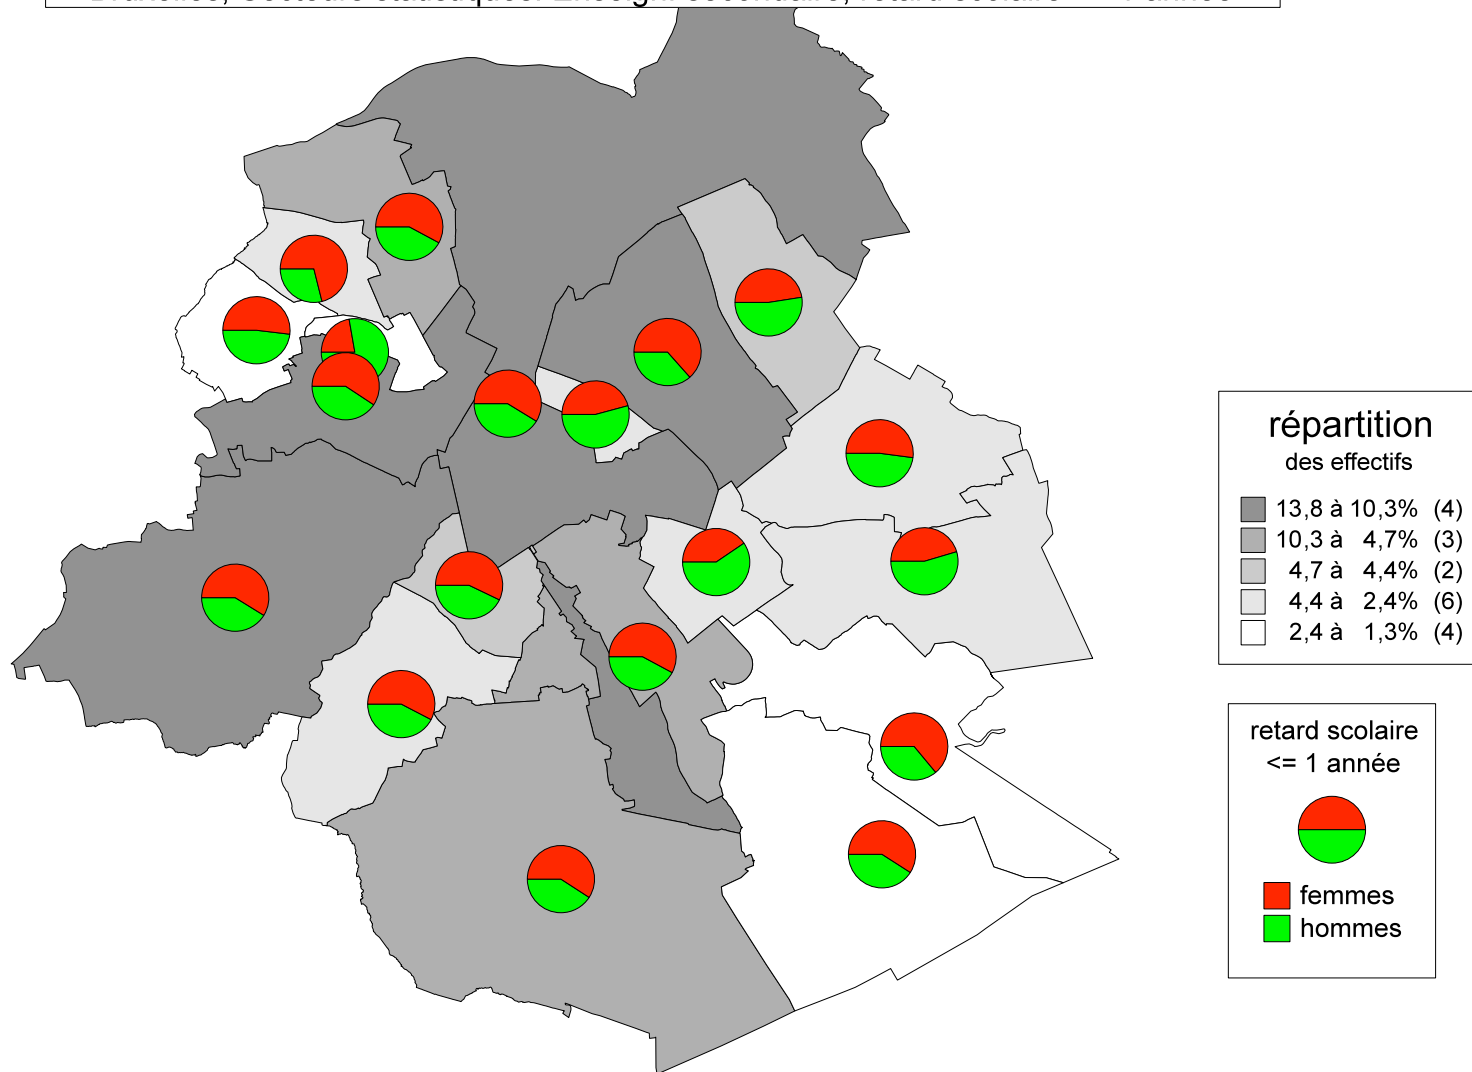 répartition
des effectifs
13,8 à 10,3% (4)
10,3 à 4,7% (3)
4,7 à 4,4% (2)
4,4 à 2,4% (6)
2,4 à 1,3% (4)
retard scolaire
<= 1 année
femmes
hommes